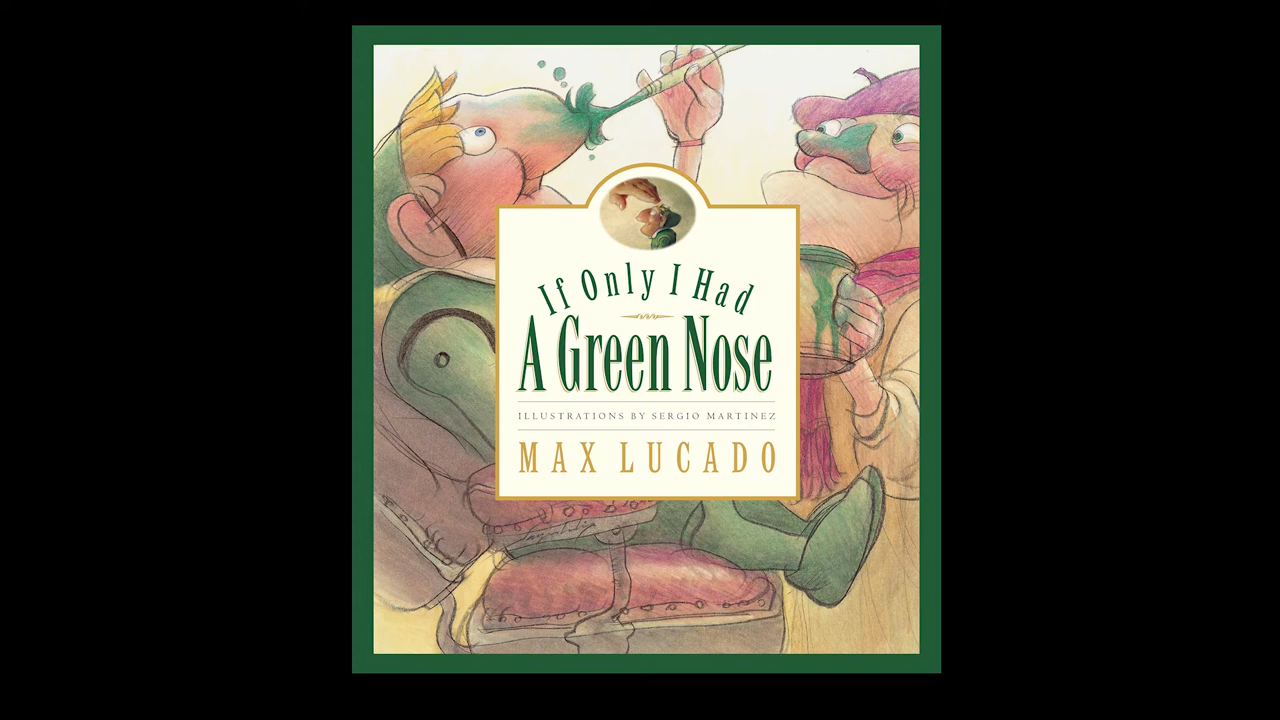 If Only I Had
A Green Nose
ILLUSTRATIONS BY SERGIO MARTINEZ
MAX LUCADO